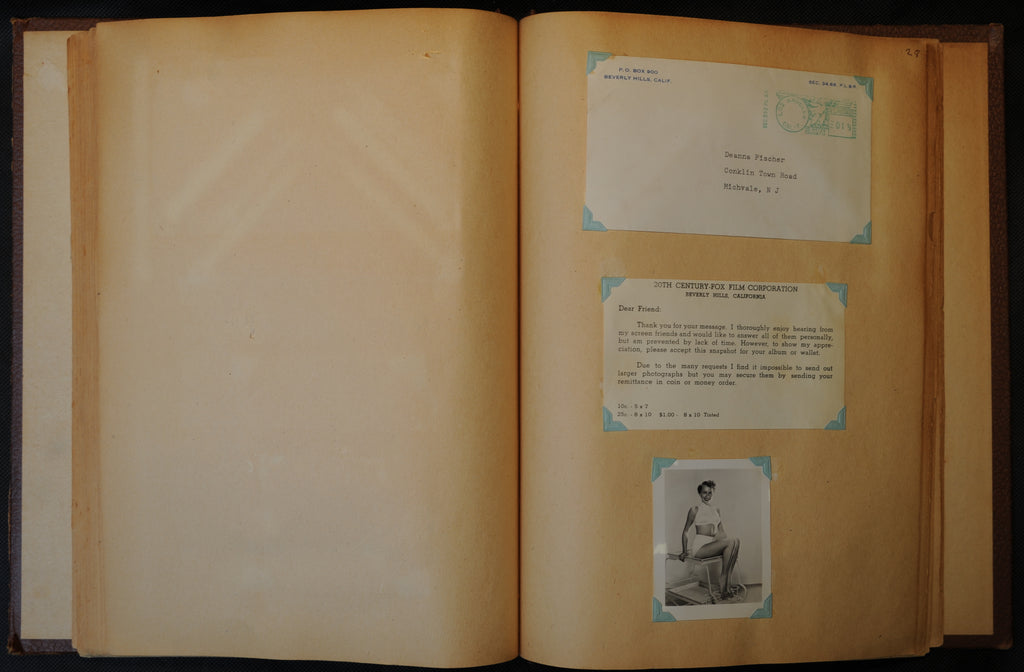 28
P. O. BOX 900
BEVERLY HILLS, CALIF.
SEC. 34.66 P. L. & R.
Deanna Fischer
Conklin Town Road
Richvale, N J
20TH CENTURY-FOX FILM CORPORATION
BEVERLY HILLS, CALIFORNIA
Dear Friend:
Thank you for your message. I thoroughly enjoy hearing from
my screen friends and would like to answer all of them personally,
but am prevented by lack of time. However, to show my appre-
ciation, please accept this snapshot for your album or wallet.
Due to the many requests I find it impossible to send out
larger photographs but you may secure them by sending your
remittance in coin or money order.
10c - 5 x 7
25c - 8 x 10 $1.00 - 8 x 10 Tinted